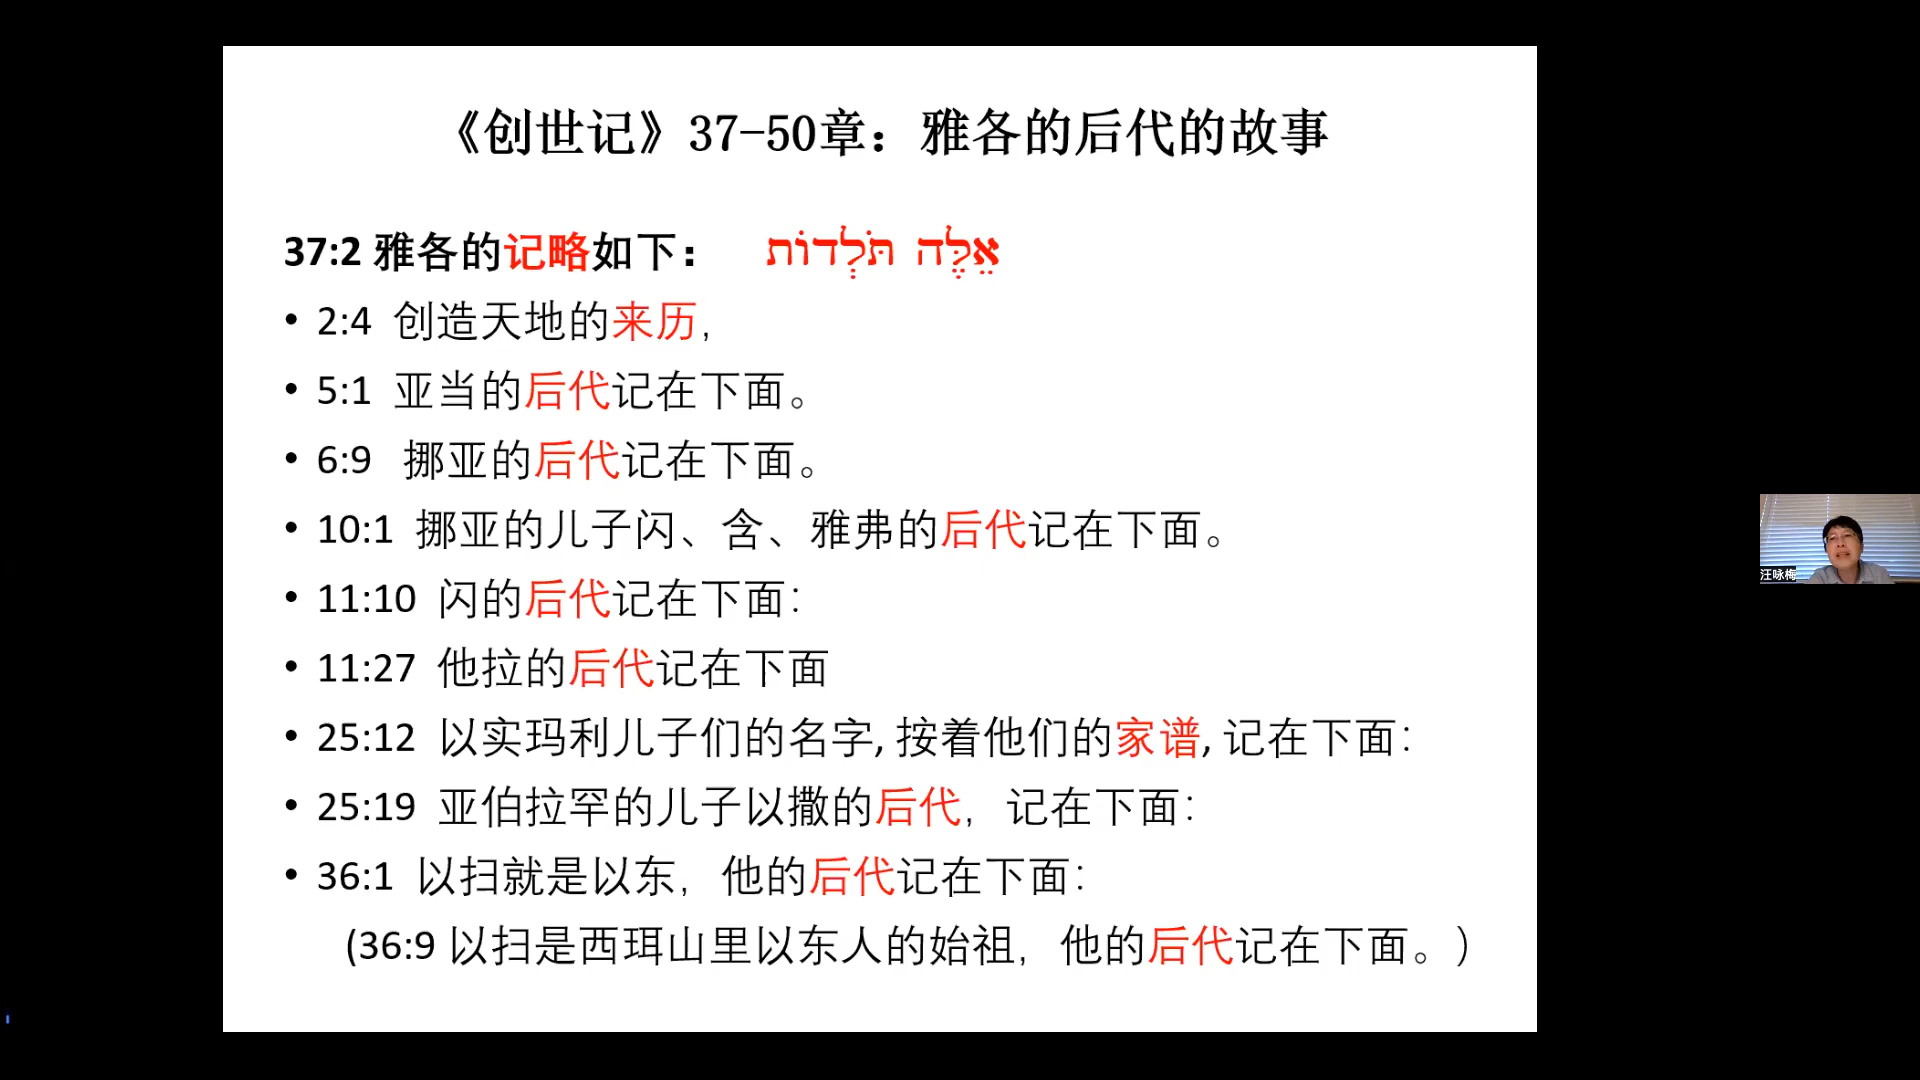 《创世记》37-50章：雅各的后代的故事
37:2 雅各的记略如下： אֵלֶּה תֹּלְדוֹת
• 2:4 创造天地的来历，
• 5:1 亚当的后代记在下面。
• 6:9 挪亚的后代记在下面。
• 10:1 挪亚的儿子闪、含、雅弗的后代记在下面。
• 11:10 闪的后代记在下面：
• 11:27 他拉的后代记在下面
• 25:12 以实玛利儿子们的名字, 按着他们的家谱, 记在下面：
• 25:19 亚伯拉罕的儿子以撒的后代，记在下面：
• 36:1 以扫就是以东，他的后代记在下面：
(36:9 以扫是西珥山里以东人的始祖，他的后代记在下面。)
汪咏梅